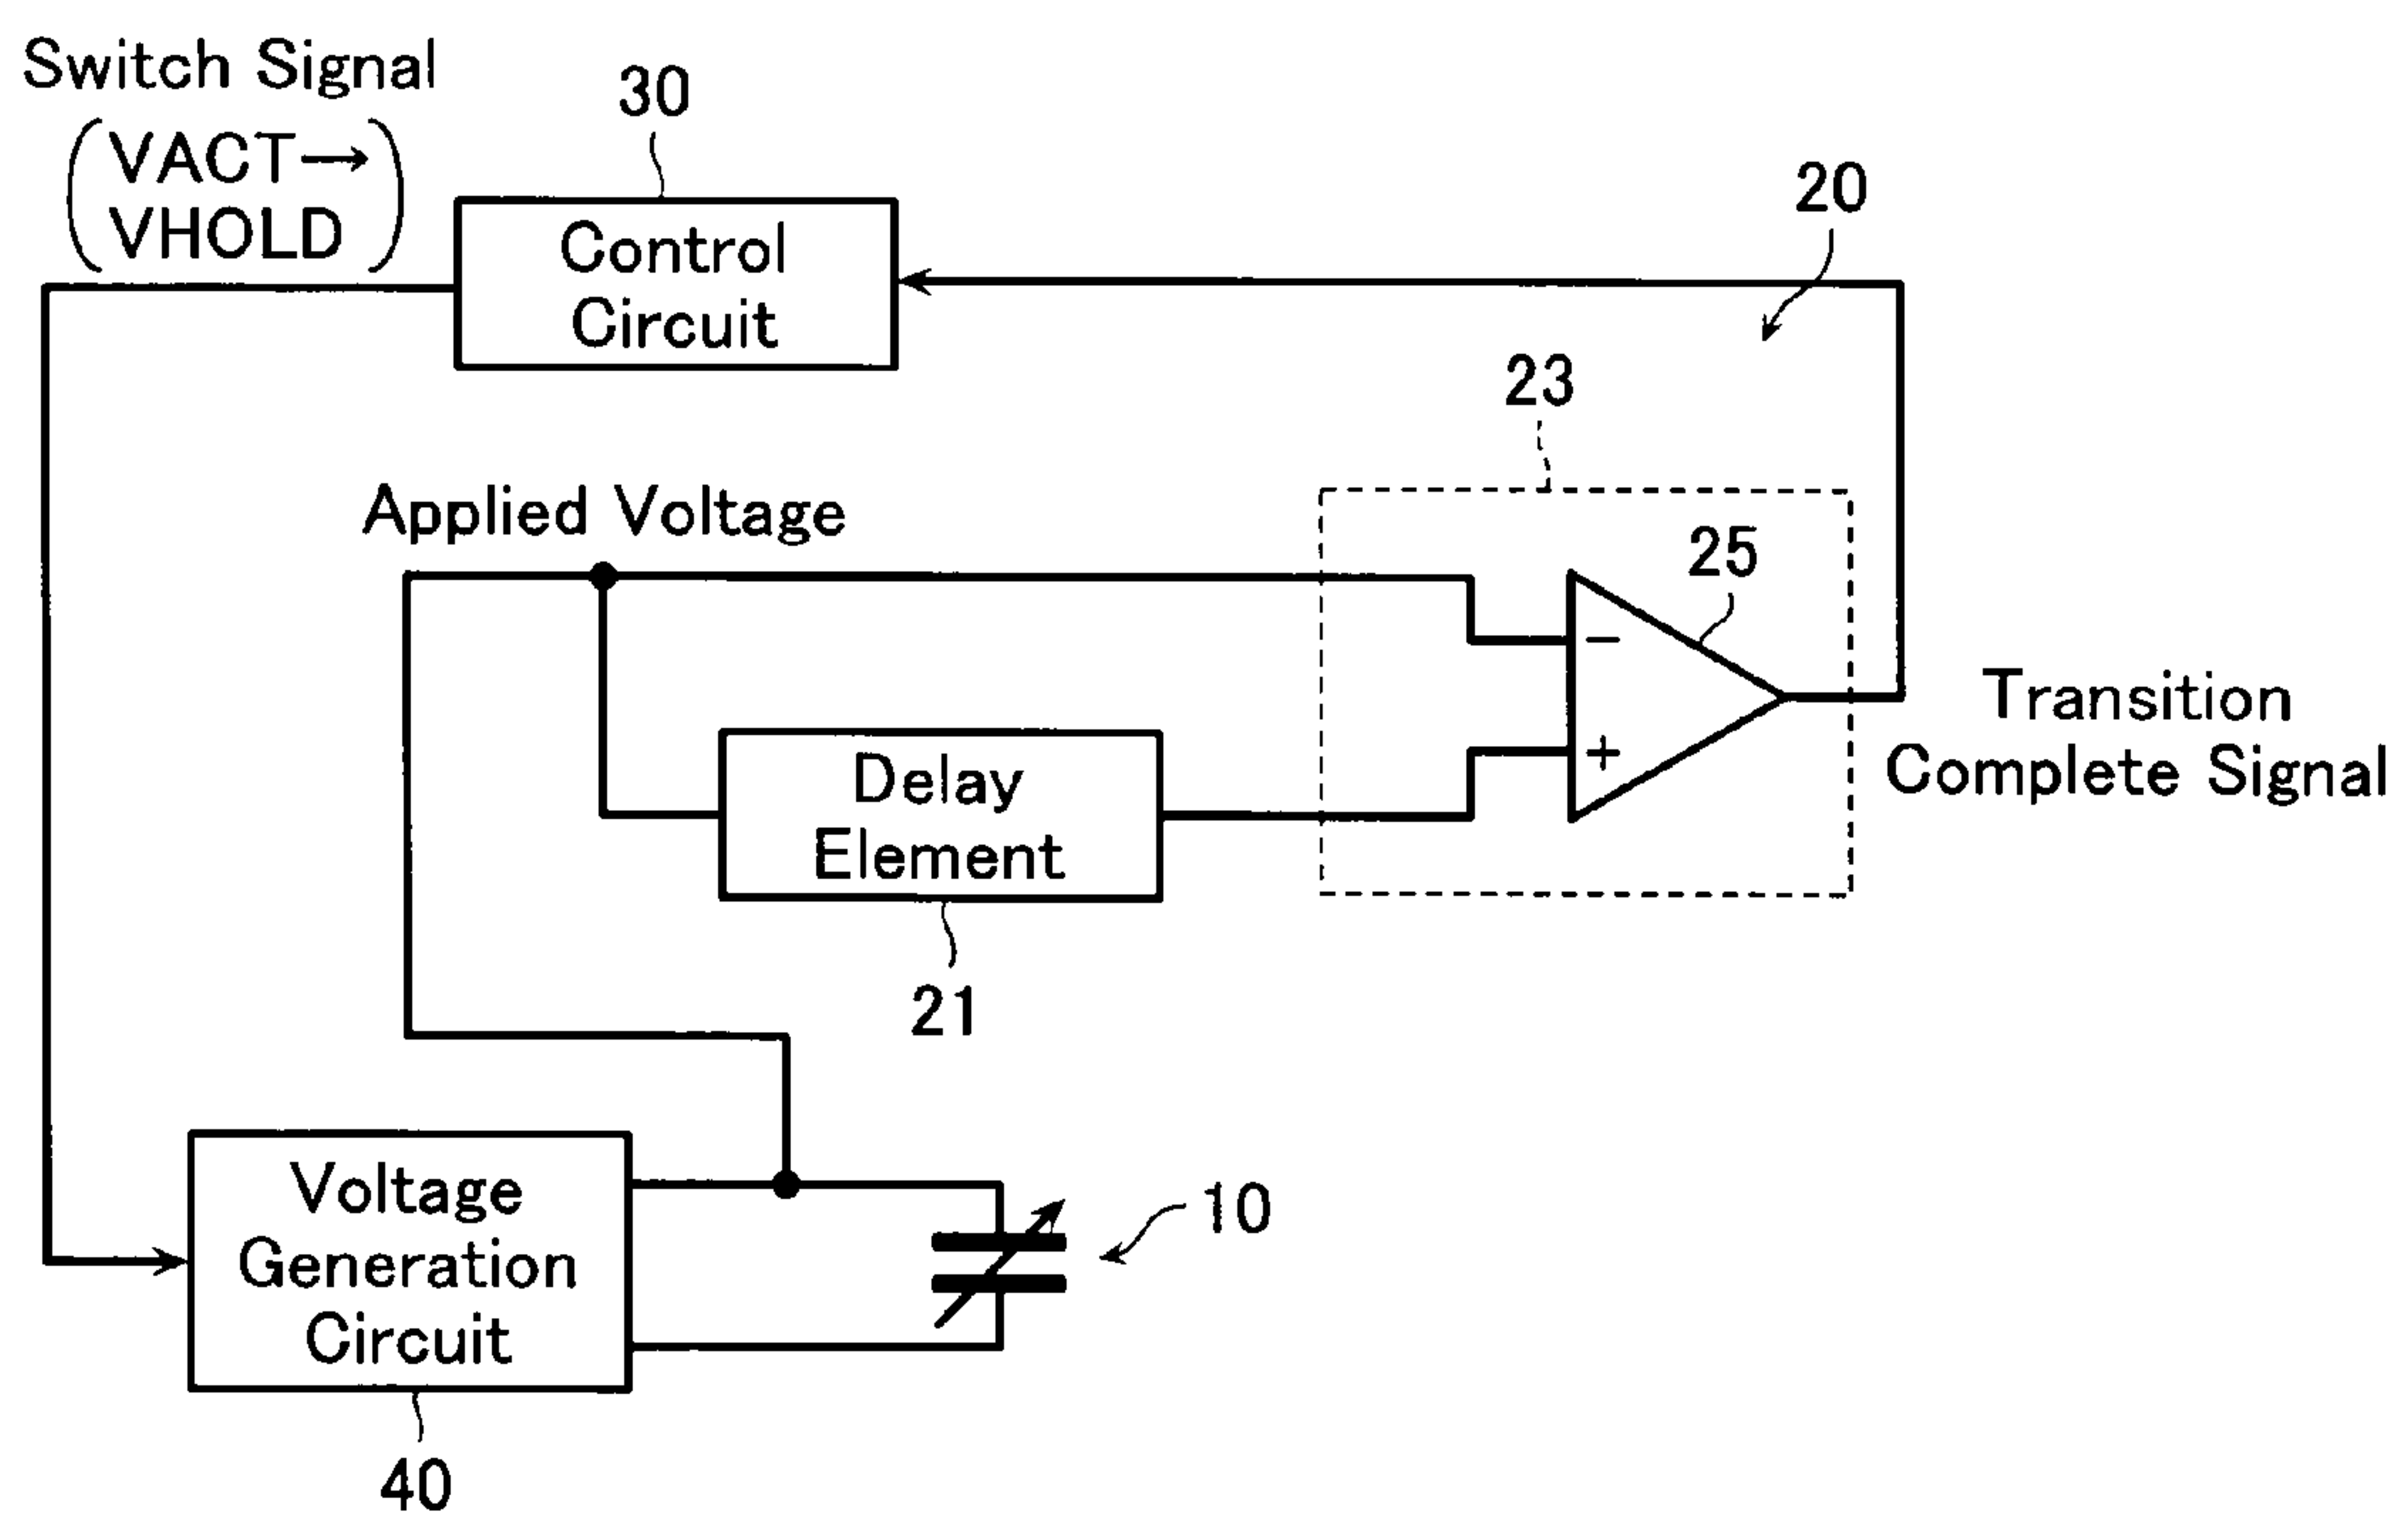 Switch Signal
(VACT→
VHOLD)
30
Control
Circuit
20
23
Applied Voltage
25
−
+
Transition
Complete Signal
Delay
Element
21
Voltage
Generation
Circuit
10
40